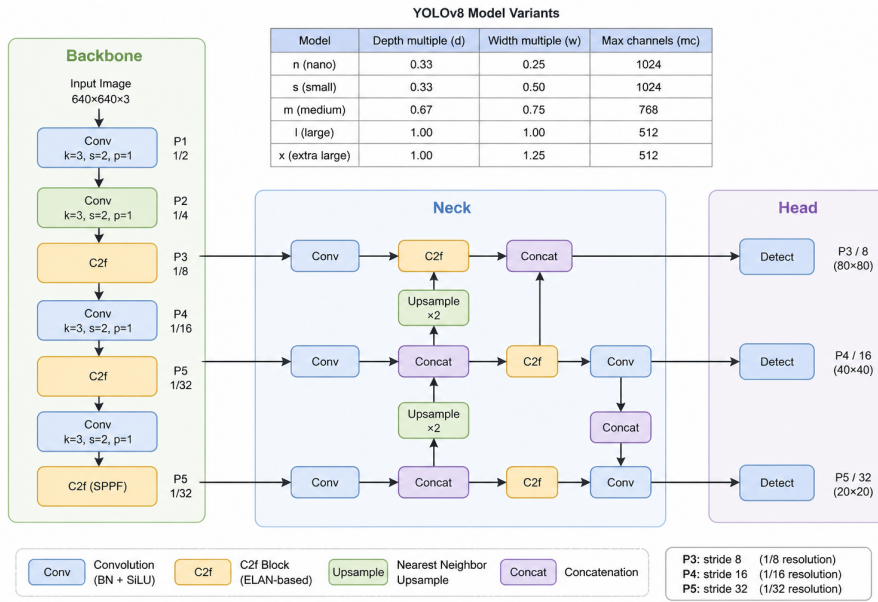 YOLOv8 Model Variants
Model Depth multiple (d) Width multiple (w) Max channels (mc)
n (nano) 0.33 0.25 1024
s (small) 0.33 0.50 1024
m (medium) 0.67 0.75 768
l (large) 1.00 1.00 512
x (extra large) 1.00 1.25 512
Backbone
Input Image
640×640×3
Conv
k=3, s=2, p=1
P1
1/2
Conv
k=3, s=2, p=1
P2
1/4
C2f
P3
1/8
Conv
k=3, s=2, p=1
P4
1/16
C2f
P5
1/32
Conv
k=3, s=2, p=1
C2f (SPPF)
P5
1/32
Neck
Conv
C2f
Concat
Upsample
×2
Conv
Concat
C2f
Conv
Upsample
×2
Concat
Conv
Concat
C2f
Conv
Head
Detect
P3 / 8
(80×80)
Detect
P4 / 16
(40×40)
Detect
P5 / 32
(20×20)
Conv
Convolution
(BN + SiLU)
C2f
C2f Block
(ELAN-based)
Upsample
Nearest Neighbor
Upsample
Concat
Concatenation
P3: stride 8 (1/8 resolution)
P4: stride 16 (1/16 resolution)
P5: stride 32 (1/32 resolution)